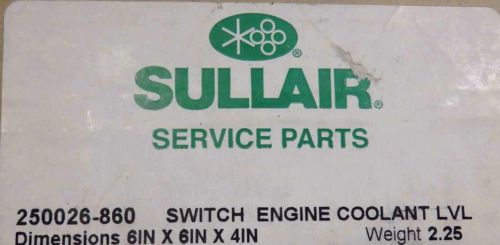 SULLAIR®
SERVICE PARTS
250026-860 SWITCH ENGINE COOLANT LVL
Dimensions 6IN X 6IN X 4IN Weight 2.25